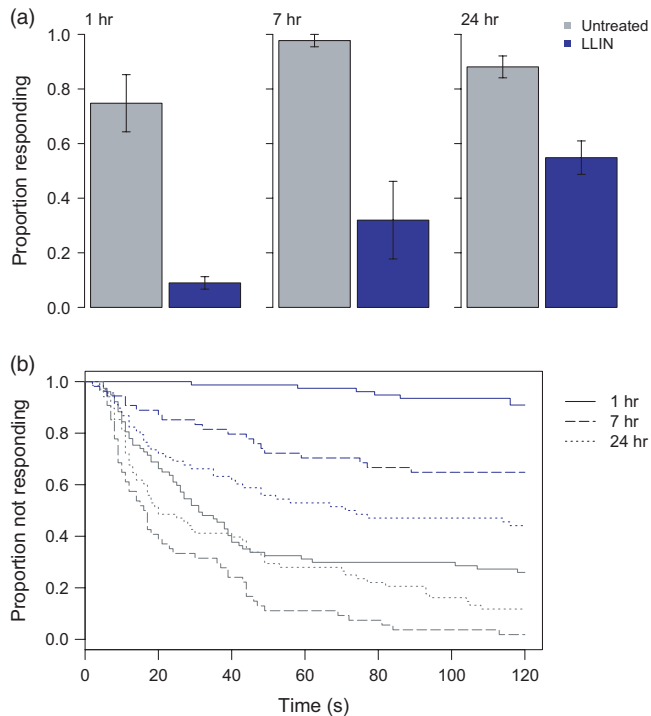 (a)
1 hr
7 hr
24 hr
Untreated
LLIN
Proportion responding
1.0
0.8
0.6
0.4
0.2
0.0
(b)
Proportion not responding
1.0
0.8
0.6
0.4
0.2
0.0
1 hr
7 hr
24 hr
0
20
40
60
80
100
120
Time (s)